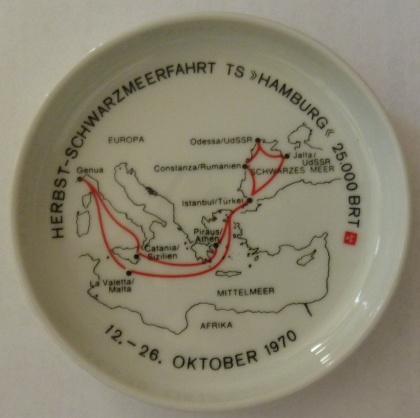 HERBST-SCHWARZMEERFAHRT TS »HAMBURG« 25.000 BRT
EUROPA
Odessa/UdSSR
Jalta/
UdSSR
Genua
Constanza/Rumanien
SCHWARZES MEER
Istanbul/Türkei
Piräus/
Athen
Catania/
Sizilien
La Valetta/
Malta
MITTELMEER
AFRIKA
12.-26. OKTOBER 1970